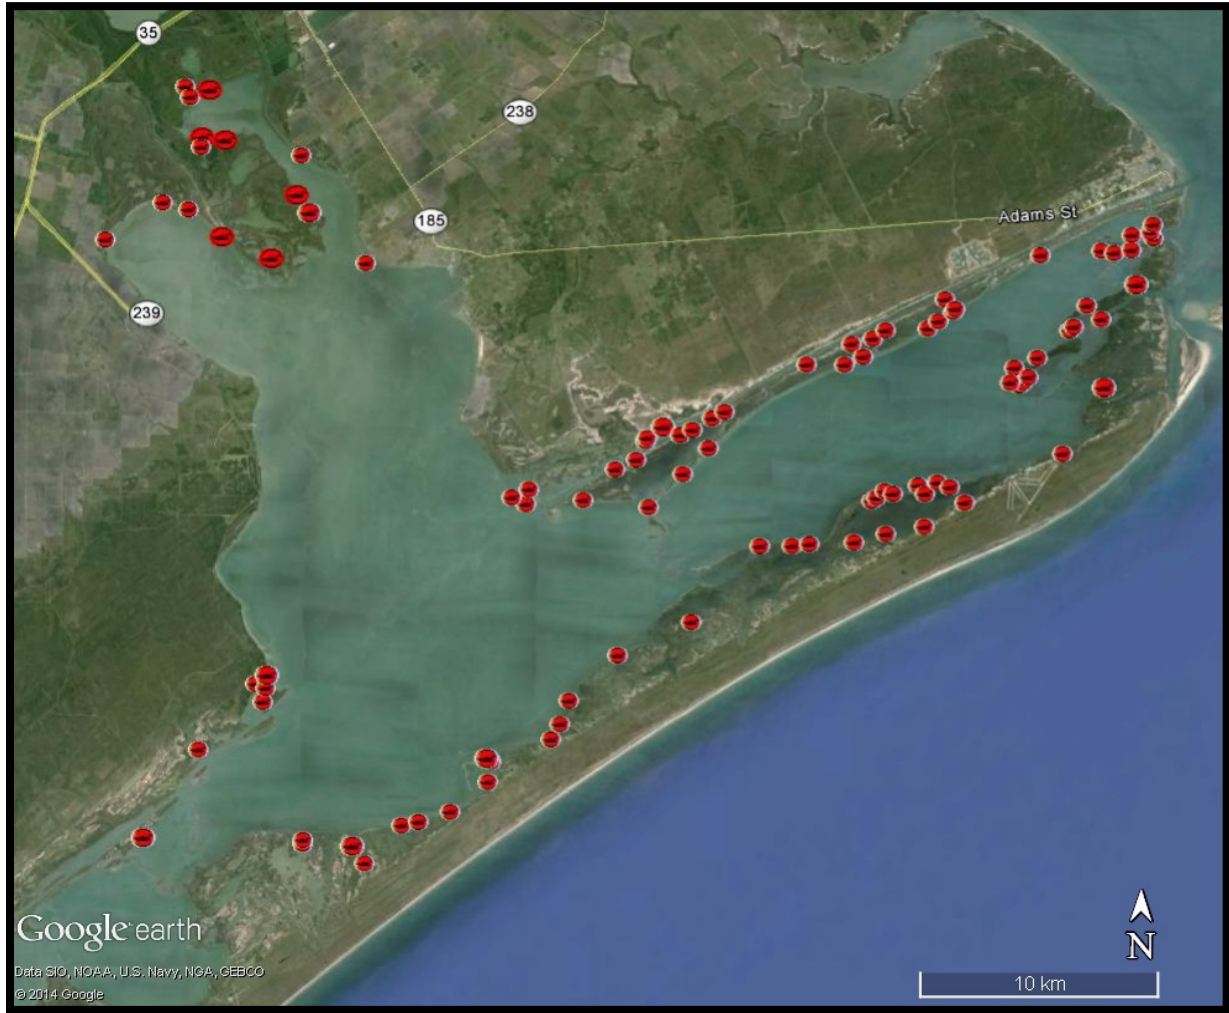 35
238
185
Adams St
239
Google earth
N
Data SIO, NOAA, U.S. Navy, NGA, GEBCO
10 km
© 2014 Google